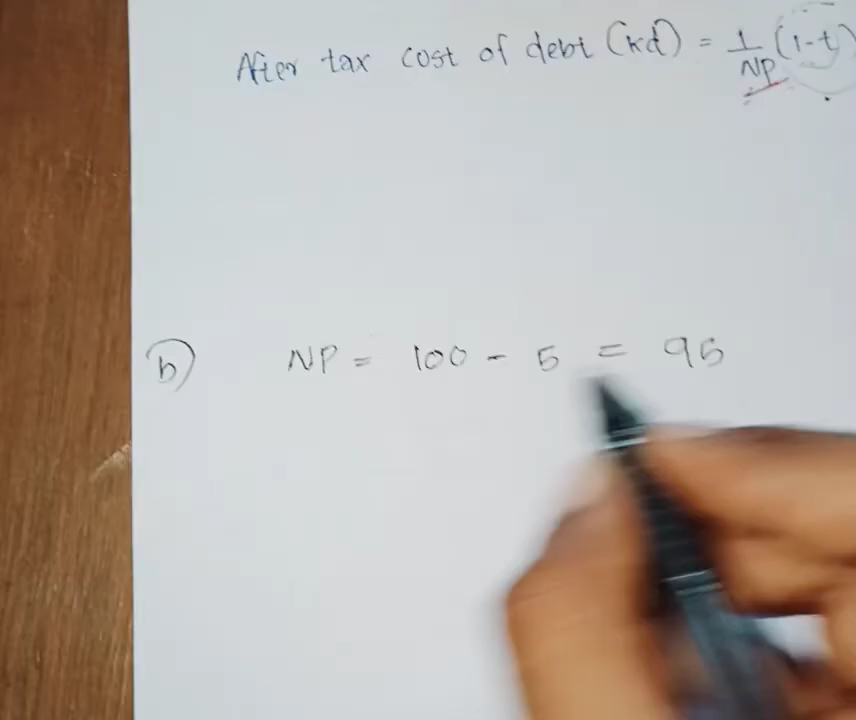 After tax cost of debt (Kd) = I/NP (1-t)
b) NP = 100 - 5 = 95